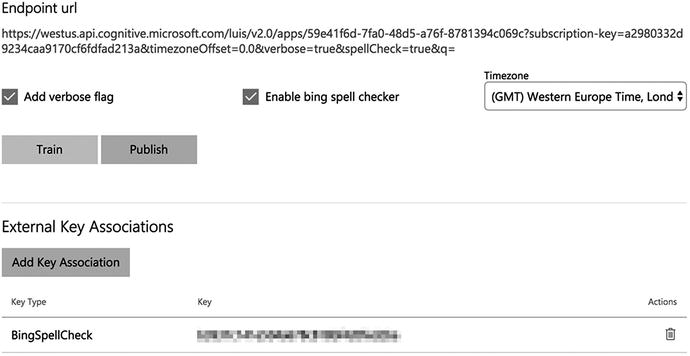 Endpoint url
https://westus.api.cognitive.microsoft.com/luis/v2.0/apps/59e41f6d-7fa0-48d5-a76f-8781394c069c?subscription-key=a2980332d
9234caa9170cf6fdfad213a&timezoneOffset=0.0&verbose=true&spellCheck=true&q=
Timezone
Add verbose flag
Enable bing spell checker
(GMT) Western Europe Time, Lond
Train
Publish
External Key Associations
Add Key Association
Key Type
Key
Actions
BingSpellCheck